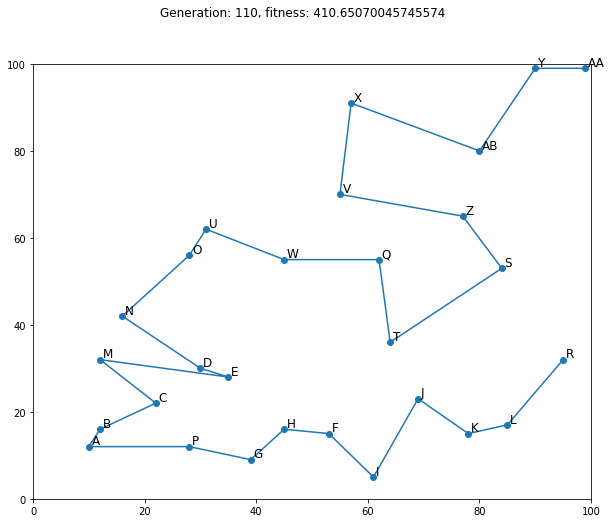 Generation: 110, fitness: 410.65070045745574
100
Y
AA
X
80
AB
V
Z
U
60
O
W
Q
S
N
40
T
M
R
D
E
C
J
20
B
H
F
K
L
A
P
G
I
0
0
20
40
60
80
100